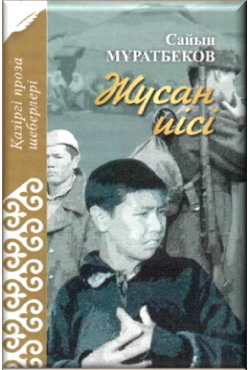 Сайын
МҰРАТБЕКОВ
Жусан
иісі
Қазіргі проза
шеберлері